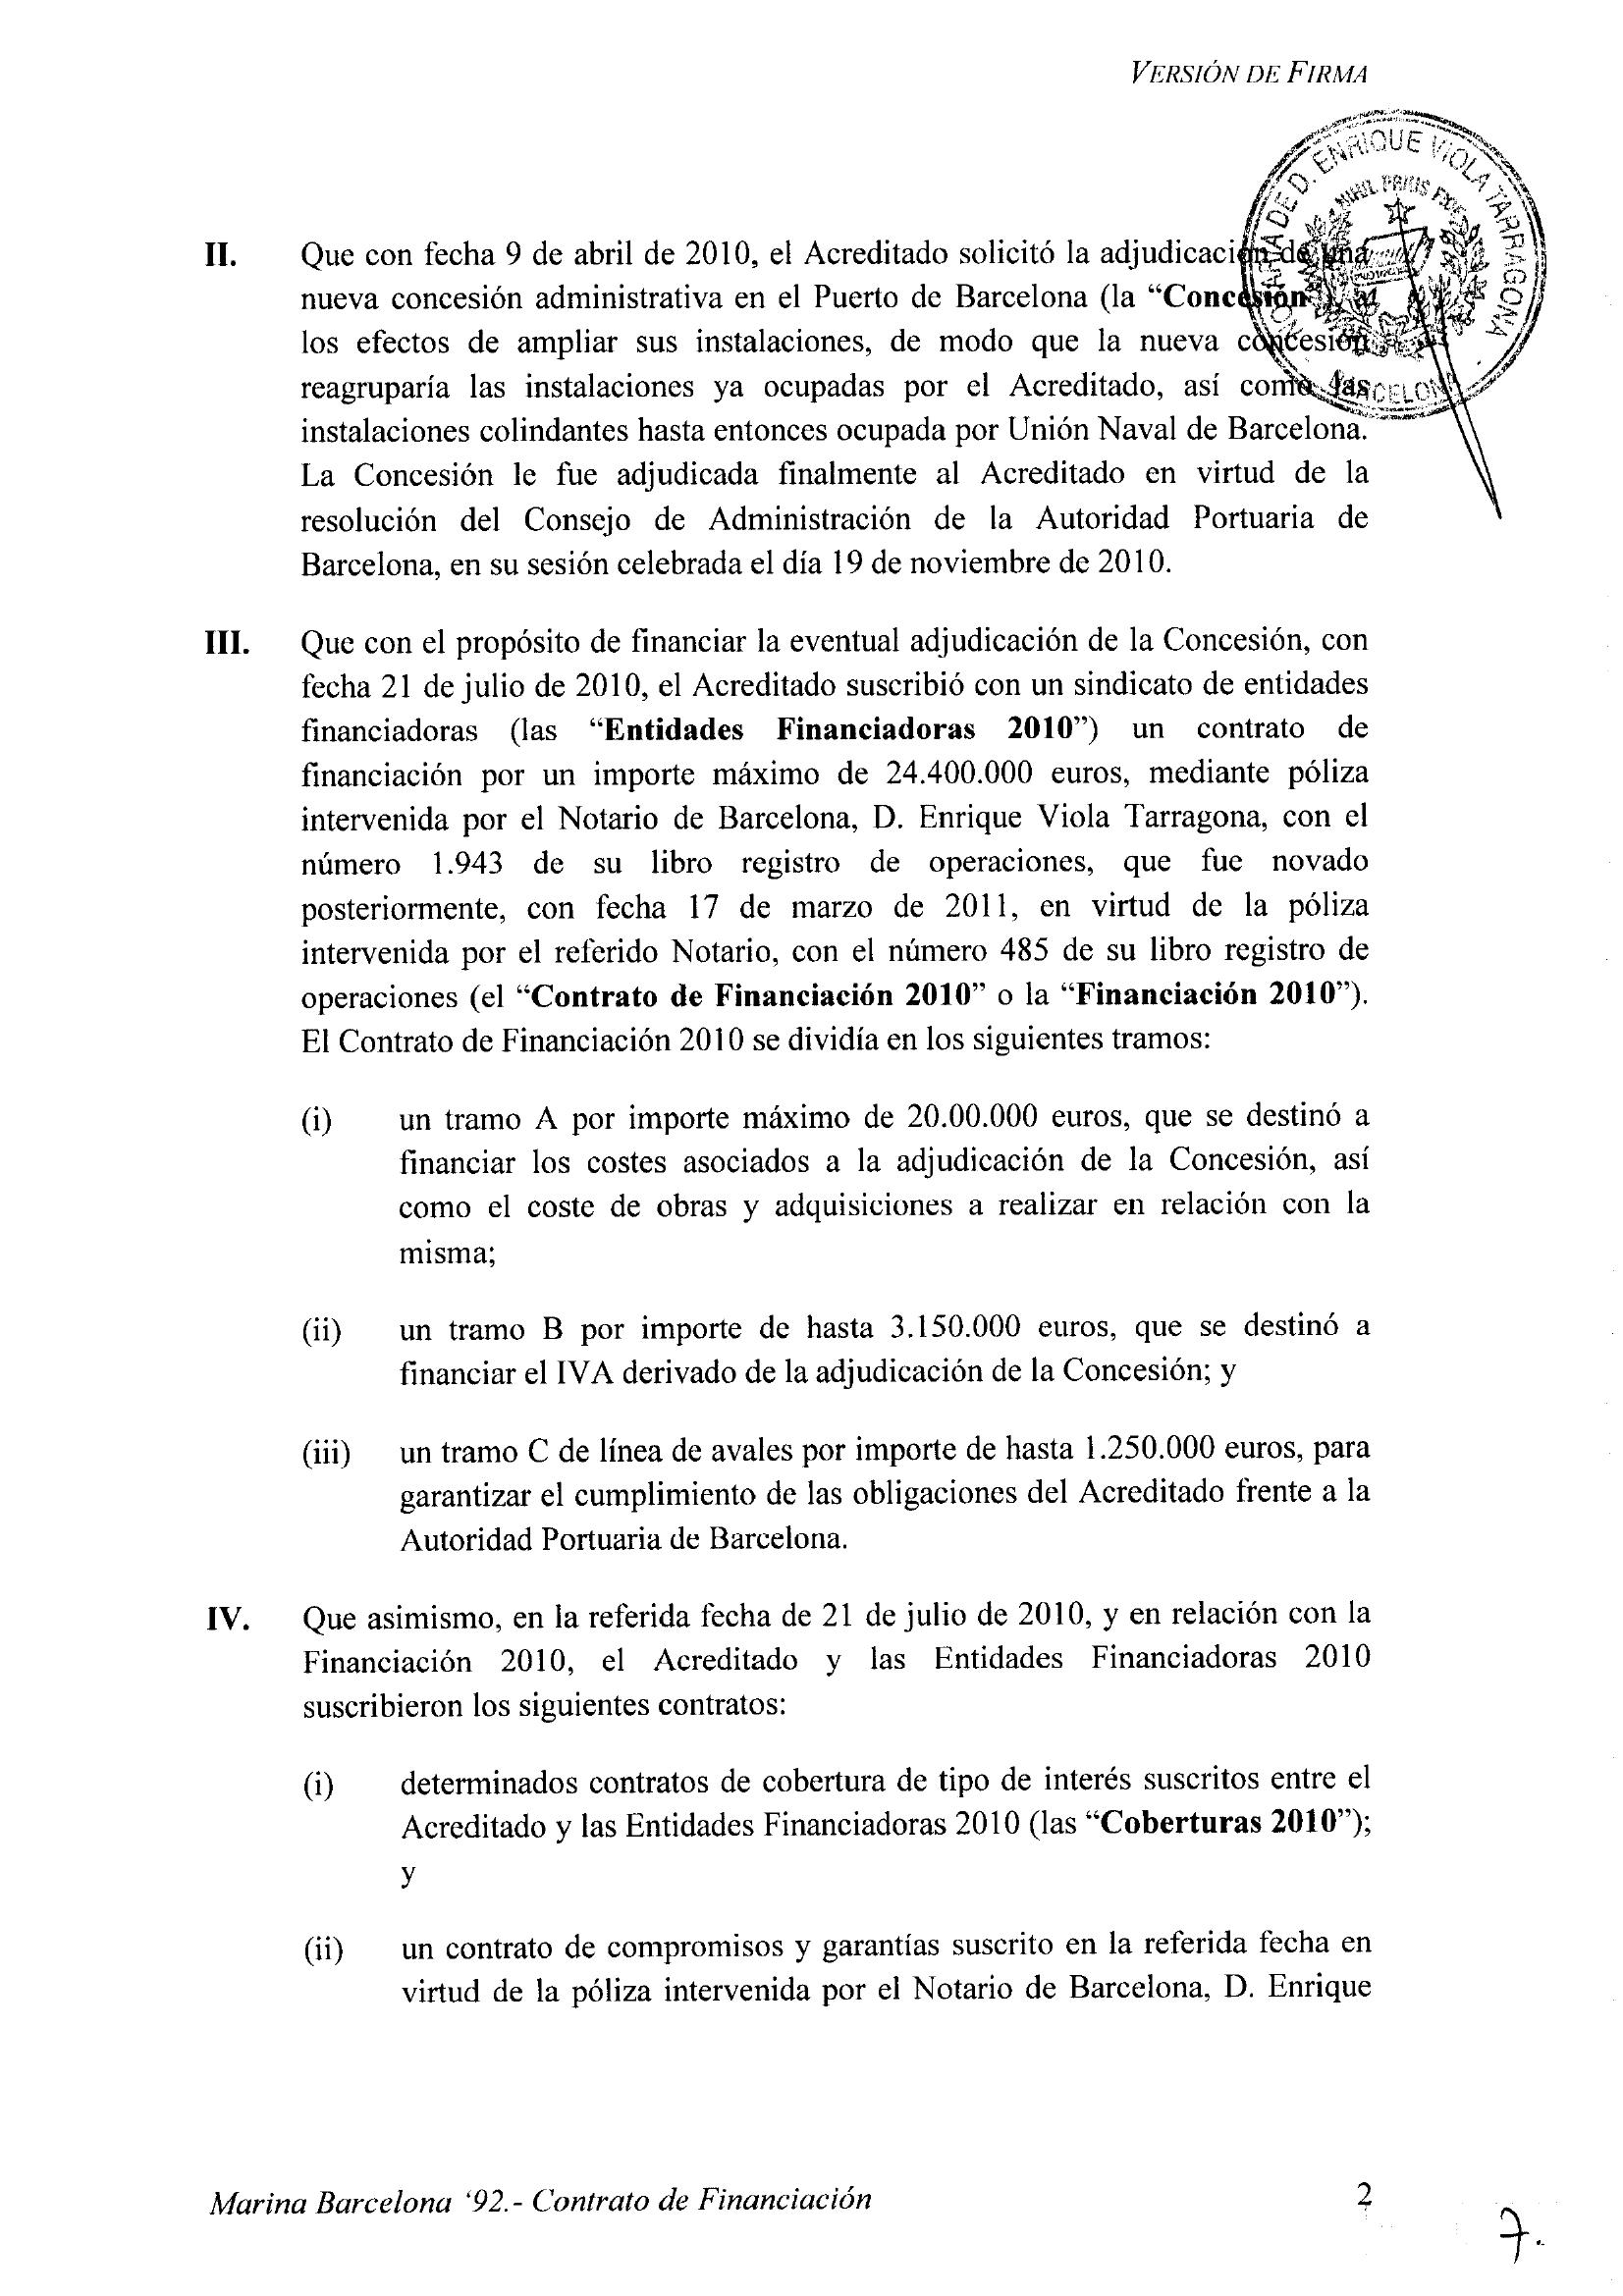 VERSIÓN DE FIRMA
NOTARIA DE D. ENRIQUE VIOLA TARRAGONA
NIHIL PRIUS FIDE
BARCELONA
II. Que con fecha 9 de abril de 2010, el Acreditado solicitó la adjudicación de una
nueva concesión administrativa en el Puerto de Barcelona (la “Concesión
los efectos de ampliar sus instalaciones, de modo que la nueva concesión
reagruparía las instalaciones ya ocupadas por el Acreditado, así como las
instalaciones colindantes hasta entonces ocupada por Unión Naval de Barcelona.
La Concesión le fue adjudicada finalmente al Acreditado en virtud de la
resolución del Consejo de Administración de la Autoridad Portuaria de
Barcelona, en su sesión celebrada el día 19 de noviembre de 2010.
III. Que con el propósito de financiar la eventual adjudicación de la Concesión, con
fecha 21 de julio de 2010, el Acreditado suscribió con un sindicato de entidades
financiadoras (las “Entidades Financiadoras 2010”) un contrato de
financiación por un importe máximo de 24.400.000 euros, mediante póliza
intervenida por el Notario de Barcelona, D. Enrique Viola Tarragona, con el
número 1.943 de su libro registro de operaciones, que fue novado
posteriormente, con fecha 17 de marzo de 2011, en virtud de la póliza
intervenida por el referido Notario, con el número 485 de su libro registro de
operaciones (el “Contrato de Financiación 2010” o la “Financiación 2010”).
El Contrato de Financiación 2010 se dividía en los siguientes tramos:
(i) un tramo A por importe máximo de 20.00.000 euros, que se destinó a
financiar los costes asociados a la adjudicación de la Concesión, así
como el coste de obras y adquisiciones a realizar en relación con la
misma;
(ii) un tramo B por importe de hasta 3.150.000 euros, que se destinó a
financiar el IVA derivado de la adjudicación de la Concesión; y
(iii) un tramo C de línea de avales por importe de hasta 1.250.000 euros, para
garantizar el cumplimiento de las obligaciones del Acreditado frente a la
Autoridad Portuaria de Barcelona.
IV. Que asimismo, en la referida fecha de 21 de julio de 2010, y en relación con la
Financiación 2010, el Acreditado y las Entidades Financiadoras 2010
suscribieron los siguientes contratos:
(i) determinados contratos de cobertura de tipo de interés suscritos entre el
Acreditado y las Entidades Financiadoras 2010 (las “Coberturas 2010”);
y
(ii) un contrato de compromisos y garantías suscrito en la referida fecha en
virtud de la póliza intervenida por el Notario de Barcelona, D. Enrique
Marina Barcelona ‘92.- Contrato de Financiación 2
7.